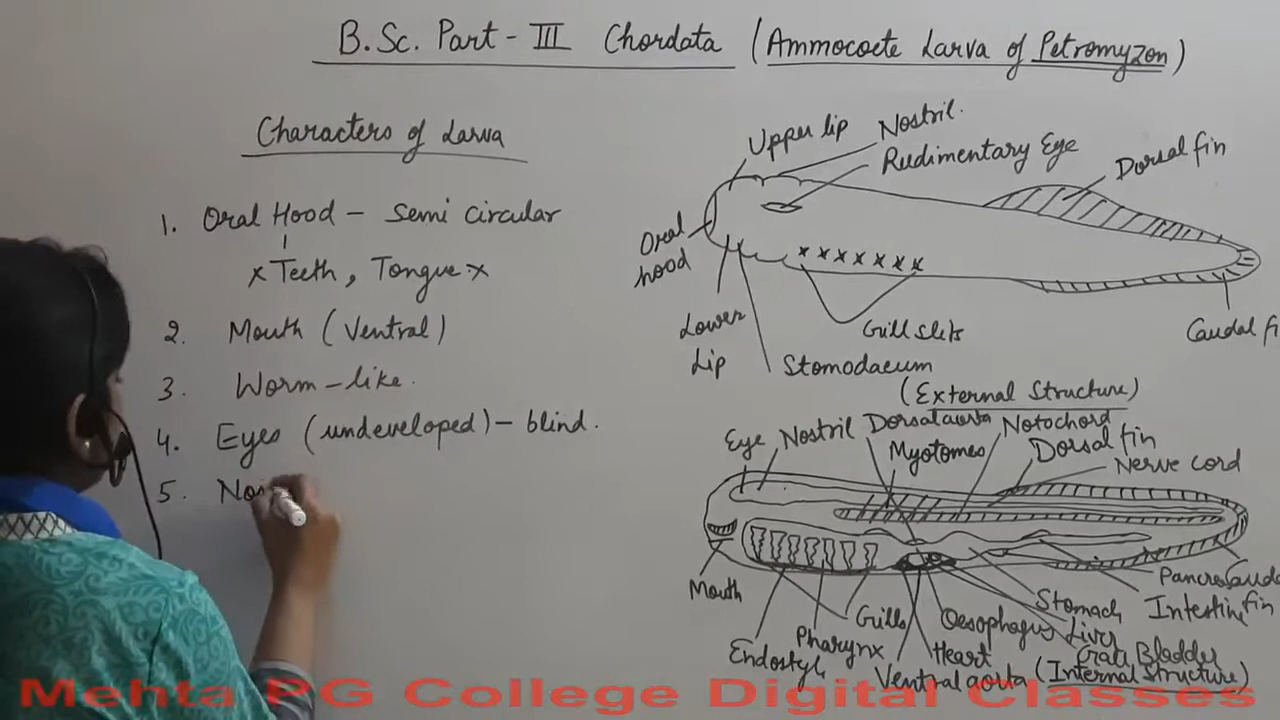 B.Sc. Part - III Chordata (Ammocoete Larva of Petromyzon)
Characters of Larva
1. Oral Hood - Semi Circular
x Teeth, Tongue x
2. Mouth (Ventral)
3. Worm-like.
4. Eyes (undeveloped) - blind.
5. Nos
Upper lip
Nostril.
Rudimentary Eye
Dorsal fin
Oral hood
x x x x x x x
Lower Lip
Gill slits
Stomodaeum
Caudal fi
(External Structure)
Eye Nostril Dorsal aorta Notochord
Myotomes Dorsal fin
Nerve cord
Mouth
Gills
Pharynx
Endostyl
Ventral aorta
Heart
Oesophagus
Stomach
Liver
Gall Bladder
Intestine
Pancreas
Caudal fin
(Internal Structure)
Mehta PG College Digital Classes